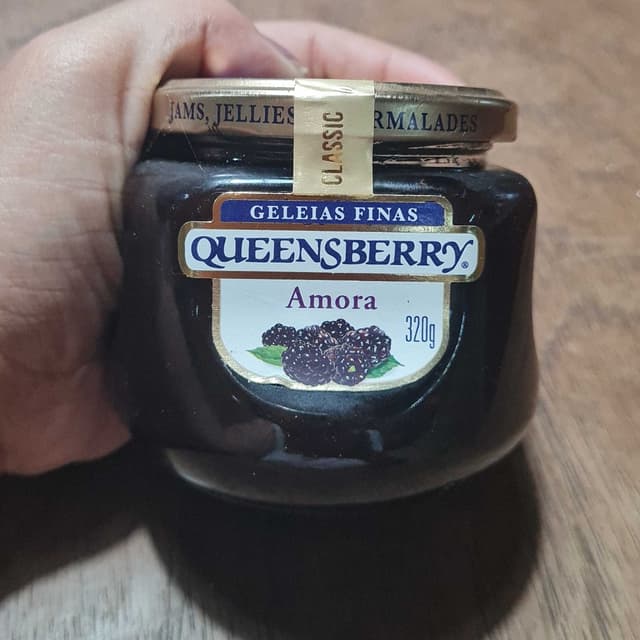 JAMS, JELLIES
RMALADES
CLASSIC
GELEIAS FINAS
QUEENSBERRY®
Amora
320g